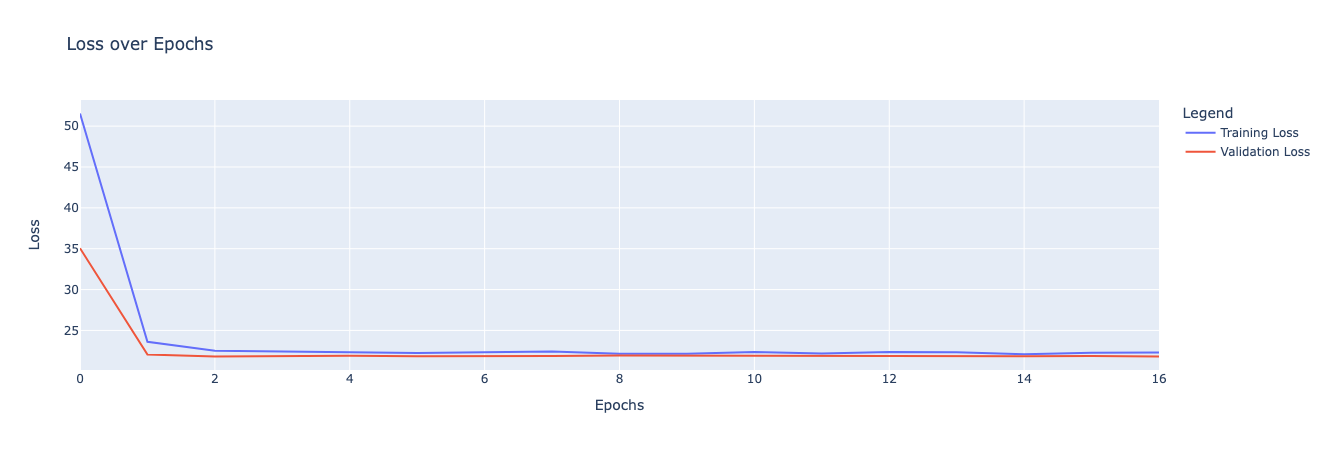 Loss over Epochs
Legend
Training Loss
Validation Loss
50
45
40
35
30
25
Loss
0 2 4 6 8 10 12 14 16
Epochs